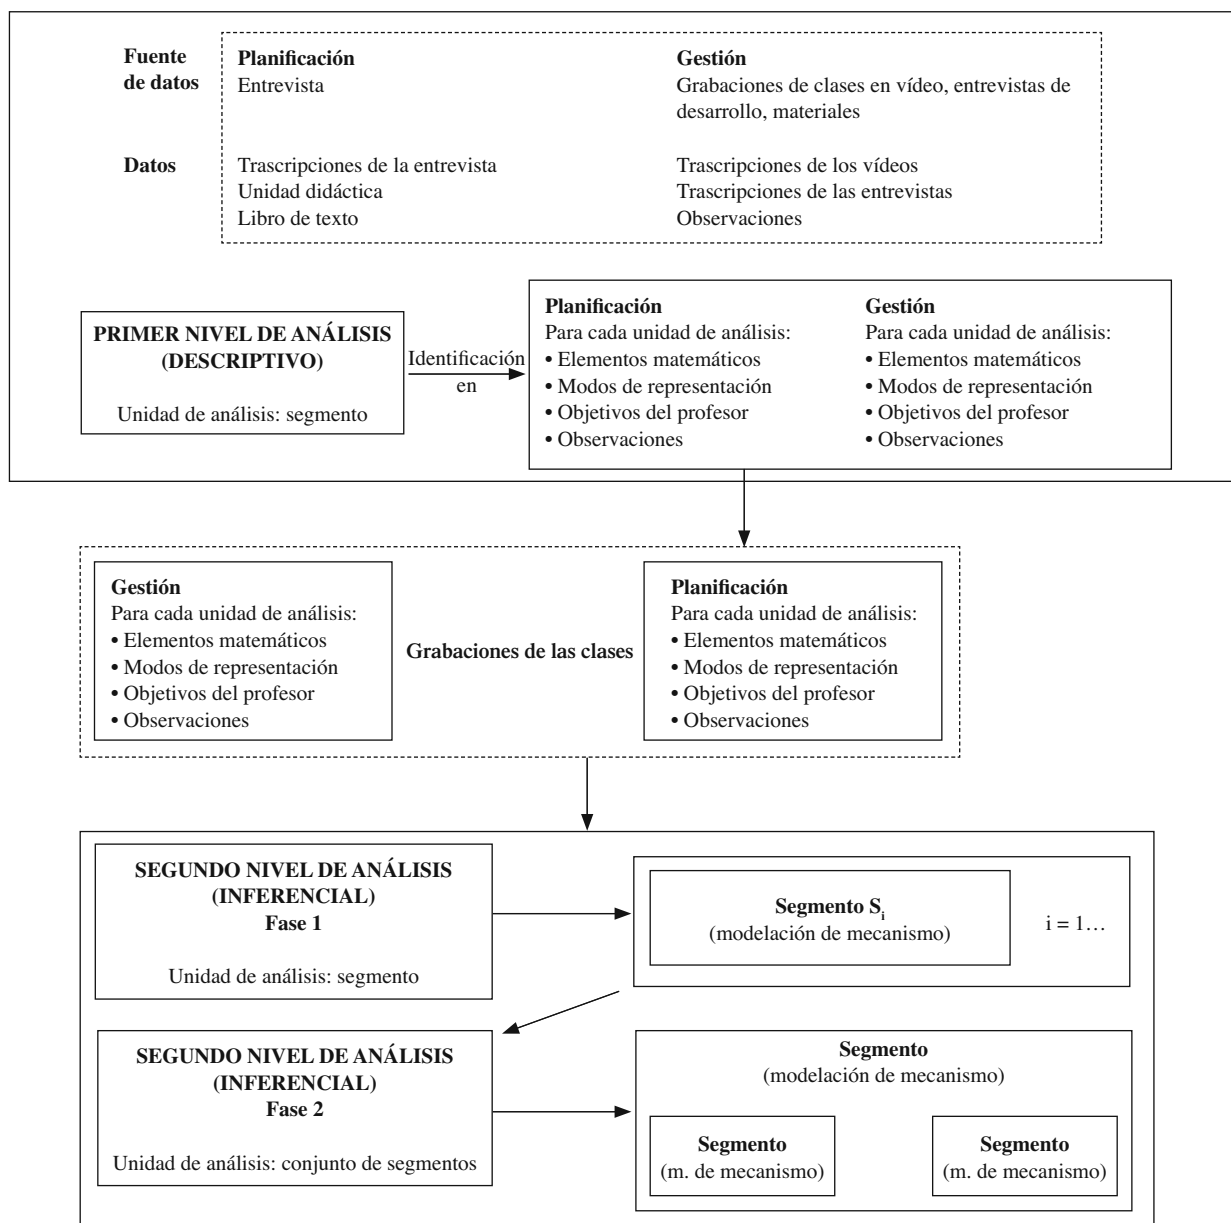 Fuente
de datos
Planificación
Entrevista
Gestión
Grabaciones de clases en vídeo, entrevistas de
desarrollo, materiales
Datos
Trascripciones de la entrevista
Unidad didáctica
Libro de texto
Trascripciones de los vídeos
Trascripciones de las entrevistas
Observaciones
PRIMER NIVEL DE ANÁLISIS
(DESCRIPTIVO)
Unidad de análisis: segmento
Identificación
en
Planificación
Para cada unidad de análisis:
• Elementos matemáticos
• Modos de representación
• Objetivos del profesor
• Observaciones
Gestión
Para cada unidad de análisis:
• Elementos matemáticos
• Modos de representación
• Objetivos del profesor
• Observaciones
Gestión
Para cada unidad de análisis:
• Elementos matemáticos
• Modos de representación
• Objetivos del profesor
• Observaciones
Grabaciones de las clases
Planificación
Para cada unidad de análisis:
• Elementos matemáticos
• Modos de representación
• Objetivos del profesor
• Observaciones
SEGUNDO NIVEL DE ANÁLISIS
(INFERENCIAL)
Fase 1
Unidad de análisis: segmento
Segmento Si
(modelación de mecanismo)
i = 1…
SEGUNDO NIVEL DE ANÁLISIS
(INFERENCIAL)
Fase 2
Unidad de análisis: conjunto de segmentos
Segmento
(modelación de mecanismo)
Segmento
(m. de mecanismo)
Segmento
(m. de mecanismo)